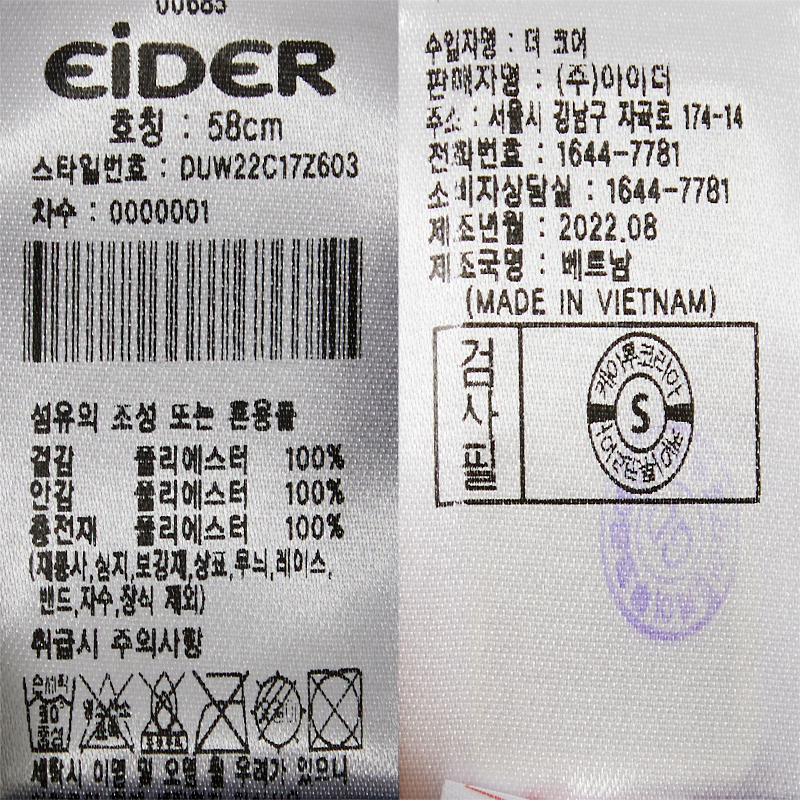 00683
EiDER
호칭 : 58cm
스타일번호 : DUW22C17Z603
차수 : 0000001
섬유의 조성 또는 혼용률
겉감 폴리에스터 100%
안감 폴리에스터 100%
충전재 폴리에스터 100%
(재봉사,심지,보강재,상표,무늬,레이스,
밴드,자수,장식 제외)
취급시 주의사항
세탁시 이염 및 오염 될 우려가 있으니
수입자명 : 더 코어
판매자명 : (주)아이더
주소 : 서울시 강남구 자곡로 174-14
전화번호 : 1644-7781
소비자상담실 : 1644-7781
제조년월 : 2022.08
제조국명 : 베트남
(MADE IN VIETNAM)
검사필
S